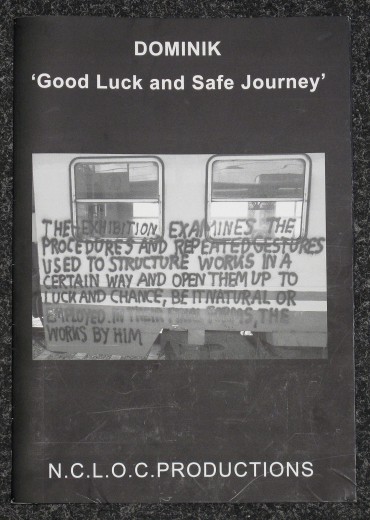 DOMINIK
‘Good Luck and Safe Journey’
THE EXHIBITION EXAMINES THE
PROCEDURES AND REPEATED GESTURES
USED TO STRUCTURE WORKS IN A
CERTAIN WAY AND OPEN THEM UP TO
LUCK AND CHANCE, BE IT NATURAL OR
EMPLOYED. IN THEIR FINAL FORMS, THE
WORKS BY HIM
N.C.L.O.C.PRODUCTIONS